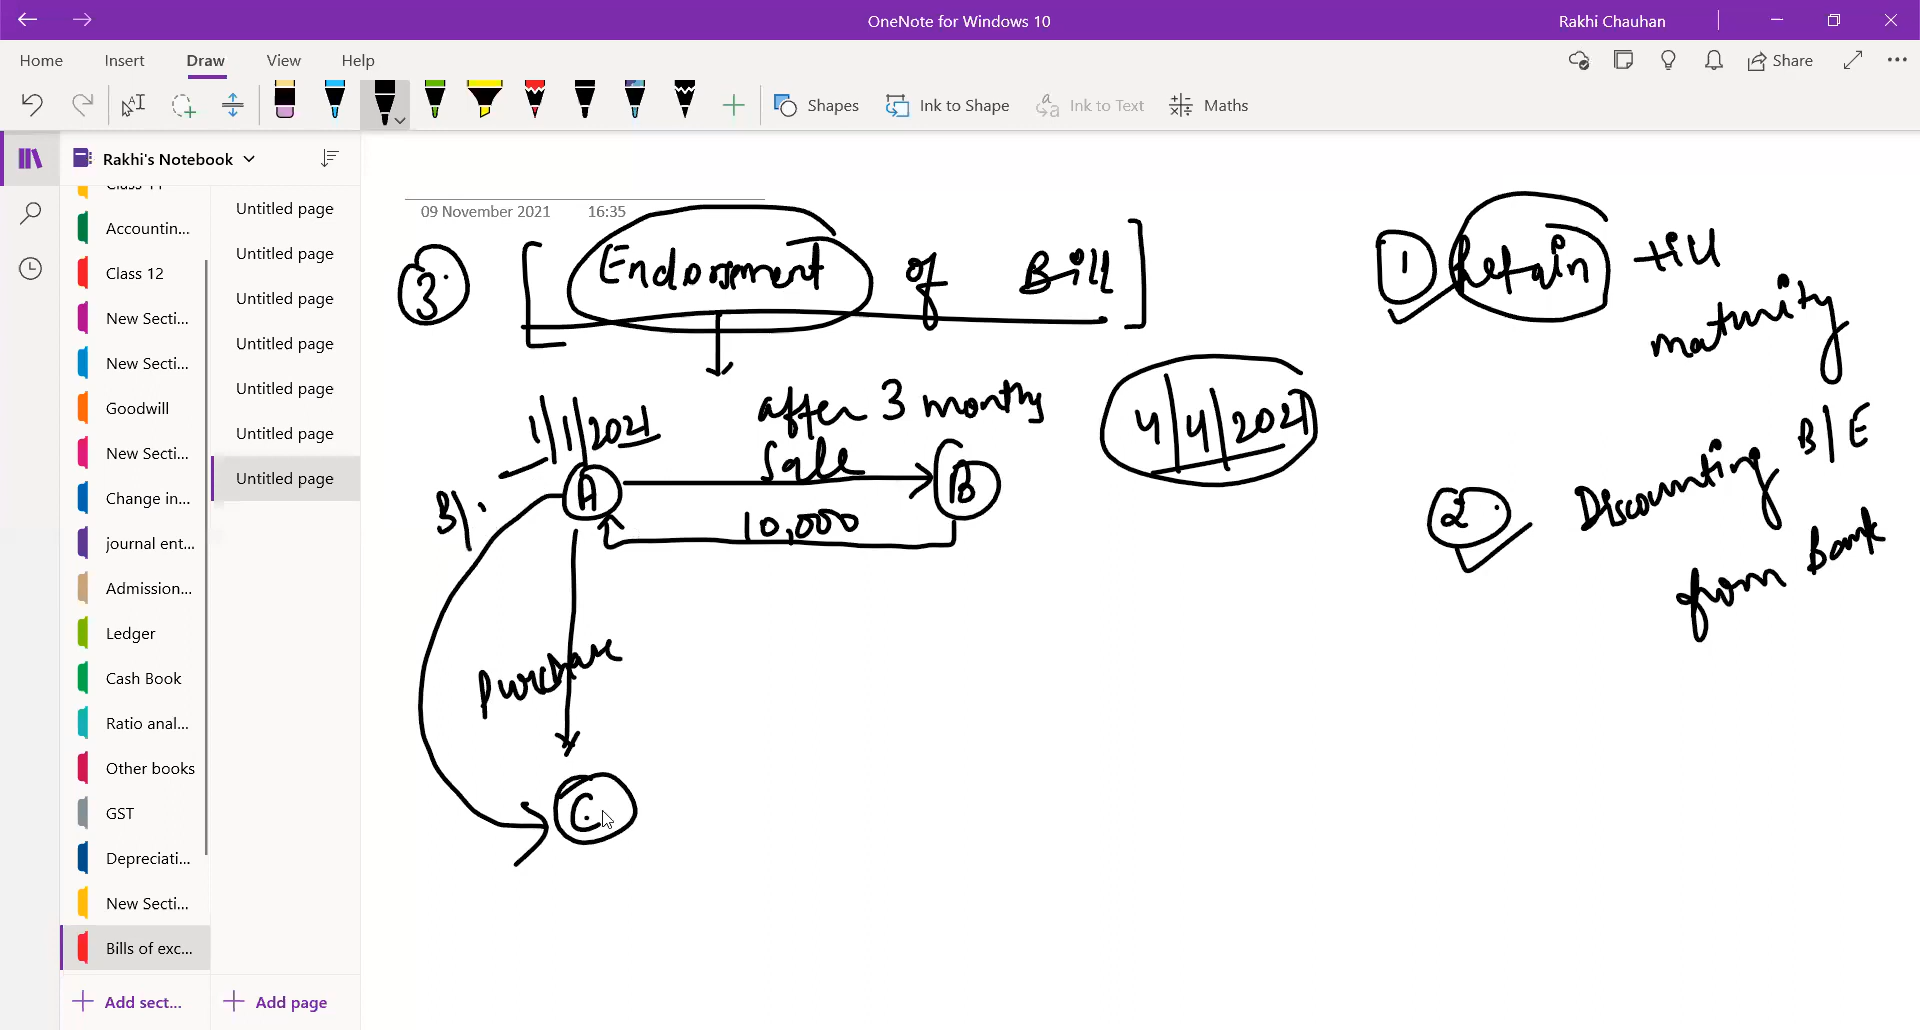 OneNote for Windows 10
Rakhi Chauhan
Home Insert Draw View Help
Share
Shapes Ink to Shape Ink to Text Maths
Rakhi's Notebook
Accountin...
Class 12
New Secti...
New Secti...
Goodwill
New Secti...
Change in...
journal ent...
Admission...
Ledger
Cash Book
Ratio anal...
Other books
GST
Depreciati...
New Secti...
Bills of exc...
Add sect...
Untitled page
Untitled page
Untitled page
Untitled page
Untitled page
Untitled page
Untitled page
Add page
09 November 2021 16:35
3. [Endorsment of Bill]
after 3 months
1/1/2021
4/4/2021
Sale
A
B
B/.
10,000
Purchase
C
1 Retain till
maturity
2. Discounting B/E
from Bank